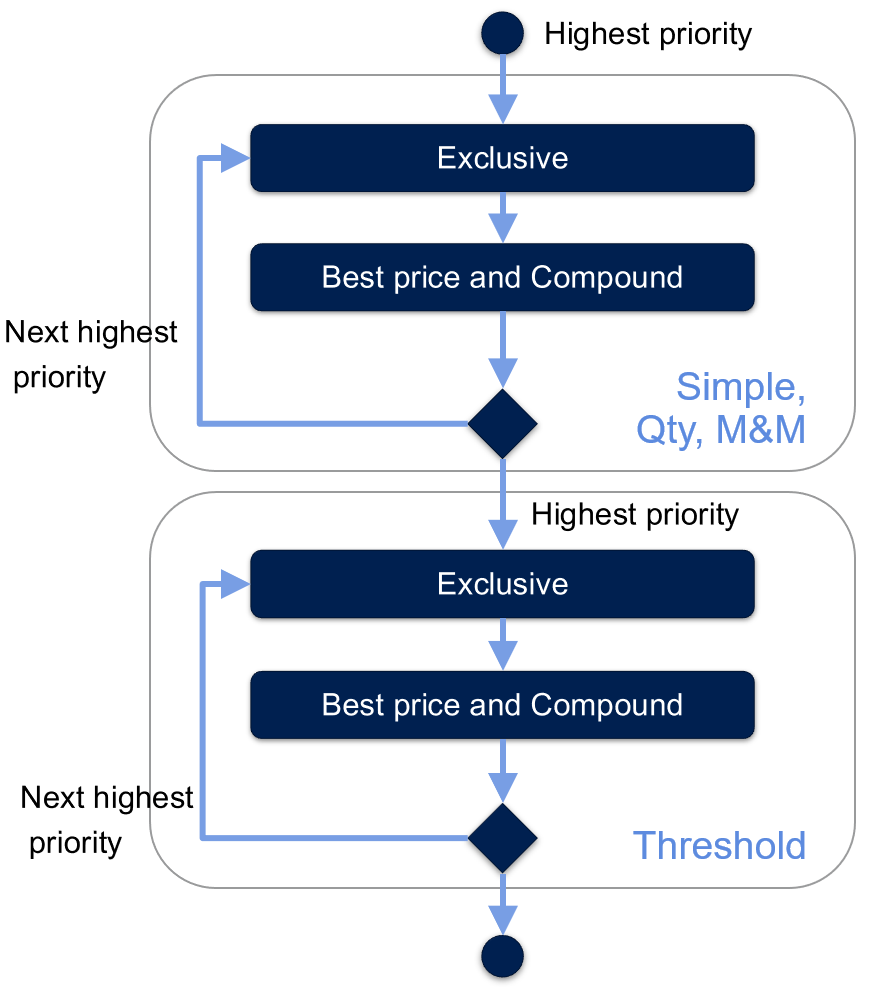 Highest priority
Exclusive
Best price and Compound
Next highest
priority
Simple,
Qty, M&M
Highest priority
Exclusive
Best price and Compound
Next highest
priority
Threshold